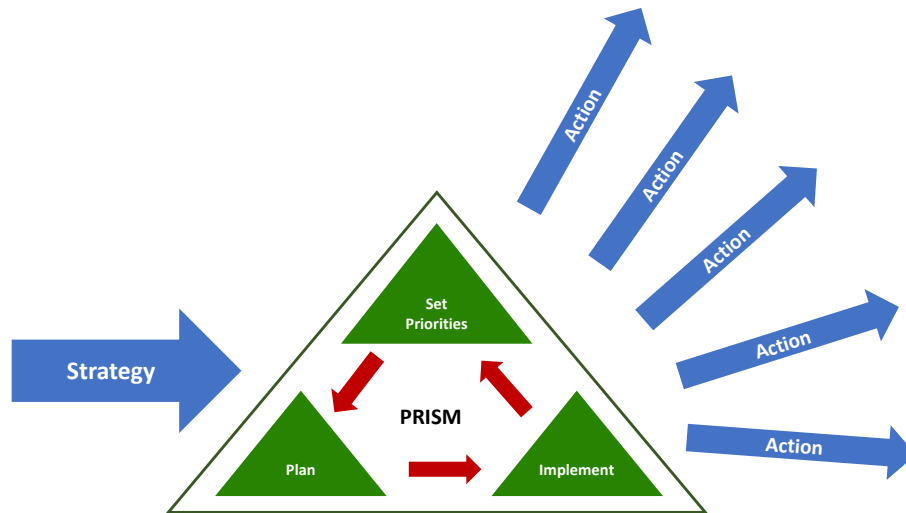 Action
Action
Action
Action
Action
Strategy
Set
Priorities
PRISM
Plan
Implement